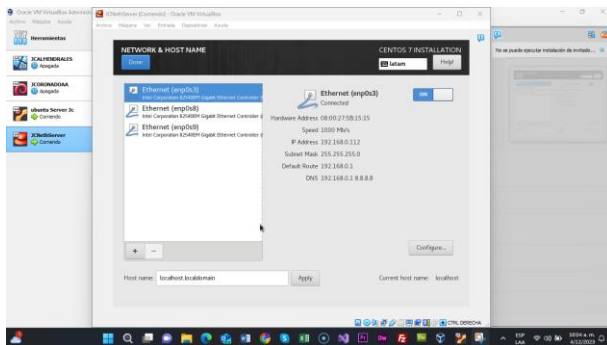 Oracle VM VirtualBox Administr
Archivo Máquina Ayuda
Herramientas
JCALMENDRALES
Apagada
JCORDNADOAA
Apagada
ubuntu Server Jc
Corriendo
JCNethServer
Corriendo
JCNethServer [Corriendo] - Oracle VM VirtualBox
Archivo Máquina Ver Entrada Dispositivos Ayuda
NETWORK & HOST NAME
Done
CENTOS 7 INSTALLATION
latam
Help!
Ethernet (enp0s3)
Intel Corporation 82540EM Gigabit Ethernet Controller (
Ethernet (enp0s8)
Intel Corporation 82540EM Gigabit Ethernet Controller (
Ethernet (enp0s9)
Intel Corporation 82540EM Gigabit Ethernet Controller (
Ethernet (enp0s3)
Connected
ON
Hardware Address 08:00:27:5B:15:15
Speed 1000 Mb/s
IP Address 192.168.0.112
Subnet Mask 255.255.255.0
Default Route 192.168.0.1
DNS 192.168.0.1 8.8.8.8
+ −
Configure...
Host name: localhost.localdomain
Apply
Current host name: localhost
CTRL DERECHA
No se puede ejecutar instalación de invitado...
ESP
LAA
10:04 a. m.
4/12/2023